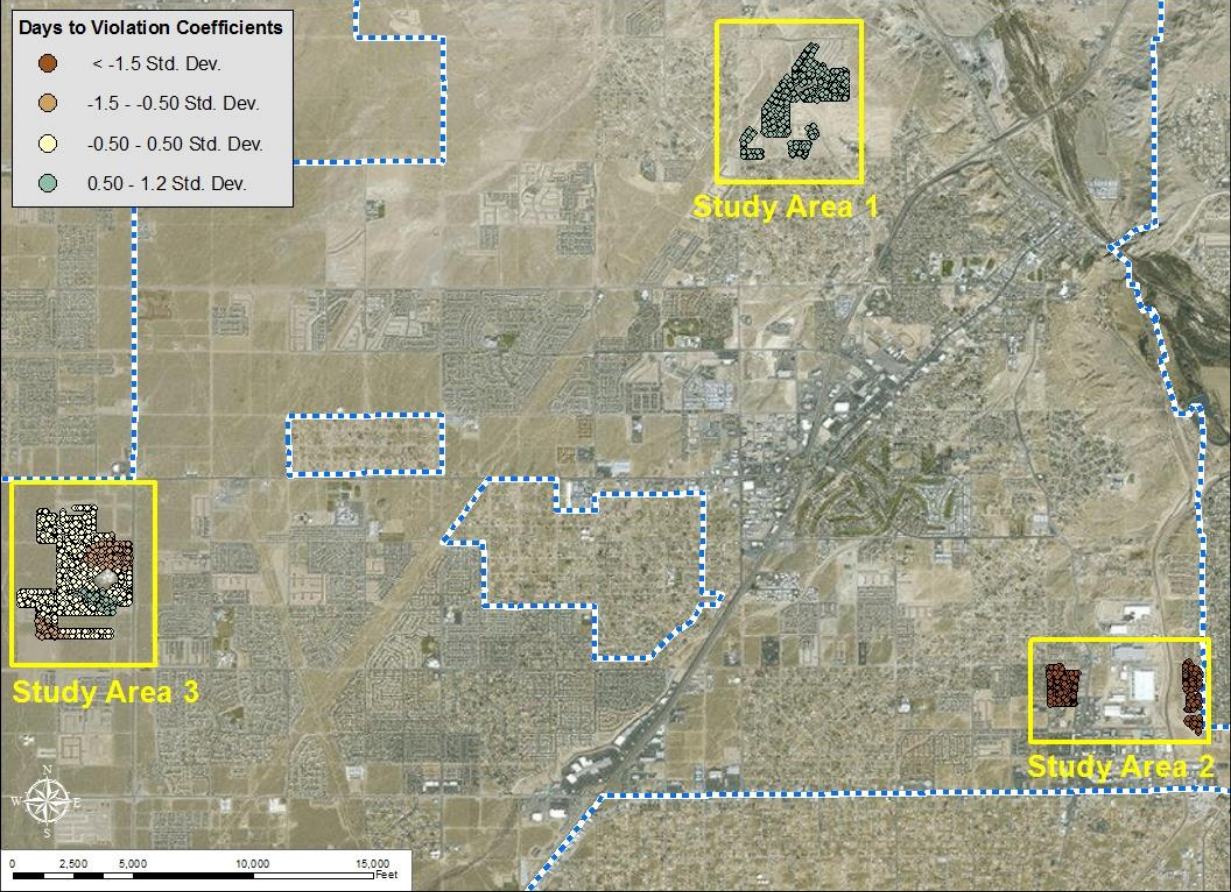 Days to Violation Coefficients
< -1.5 Std. Dev.
-1.5 - -0.50 Std. Dev.
-0.50 - 0.50 Std. Dev.
0.50 - 1.2 Std. Dev.
Study Area 1
Study Area 3
Study Area 2
N
W E
S
0 2,500 5,000 10,000 15,000
Feet